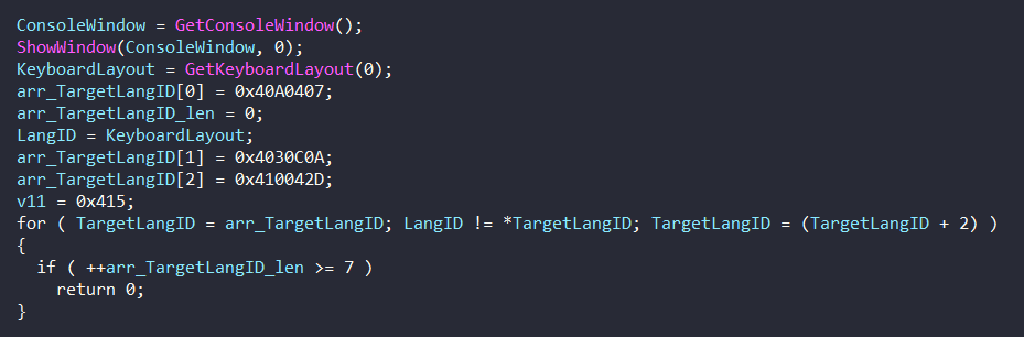 ConsoleWindow = GetConsoleWindow();
ShowWindow(ConsoleWindow, 0);
KeyboardLayout = GetKeyboardLayout(0);
arr_TargetLangID[0] = 0x40A0407;
arr_TargetLangID_len = 0;
LangID = KeyboardLayout;
arr_TargetLangID[1] = 0x4030C0A;
arr_TargetLangID[2] = 0x410042D;
v11 = 0x415;
for ( TargetLangID = arr_TargetLangID; LangID != *TargetLangID; TargetLangID = (TargetLangID + 2) )
{
  if ( ++arr_TargetLangID_len >= 7 )
    return 0;
}